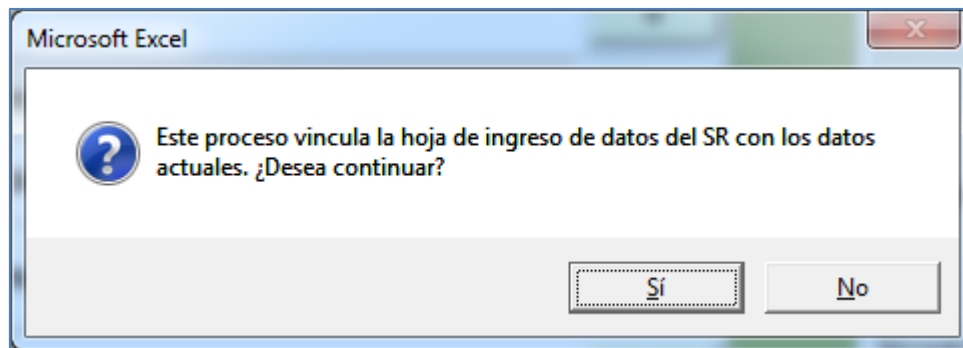 Microsoft Excel
Este proceso vincula la hoja de ingreso de datos del SR con los datos
actuales. ¿Desea continuar?
Sí
No